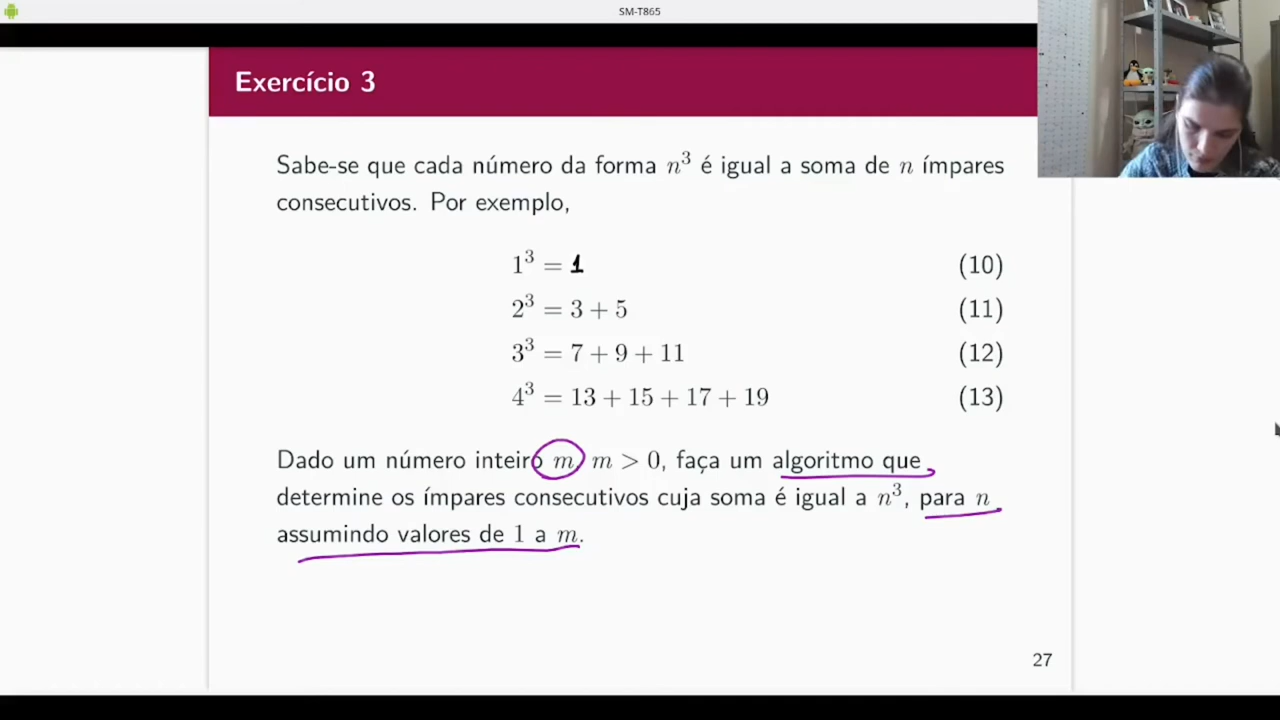 SM-T865
Exercício 3
Sabe-se que cada número da forma n³ é igual a soma de n ímpares
consecutivos. Por exemplo,
1³ = 1 (10)
2³ = 3 + 5 (11)
3³ = 7 + 9 + 11 (12)
4³ = 13 + 15 + 17 + 19 (13)
Dado um número inteiro m, m > 0, faça um algoritmo que
determine os ímpares consecutivos cuja soma é igual a n³, para n
assumindo valores de 1 a m.
27